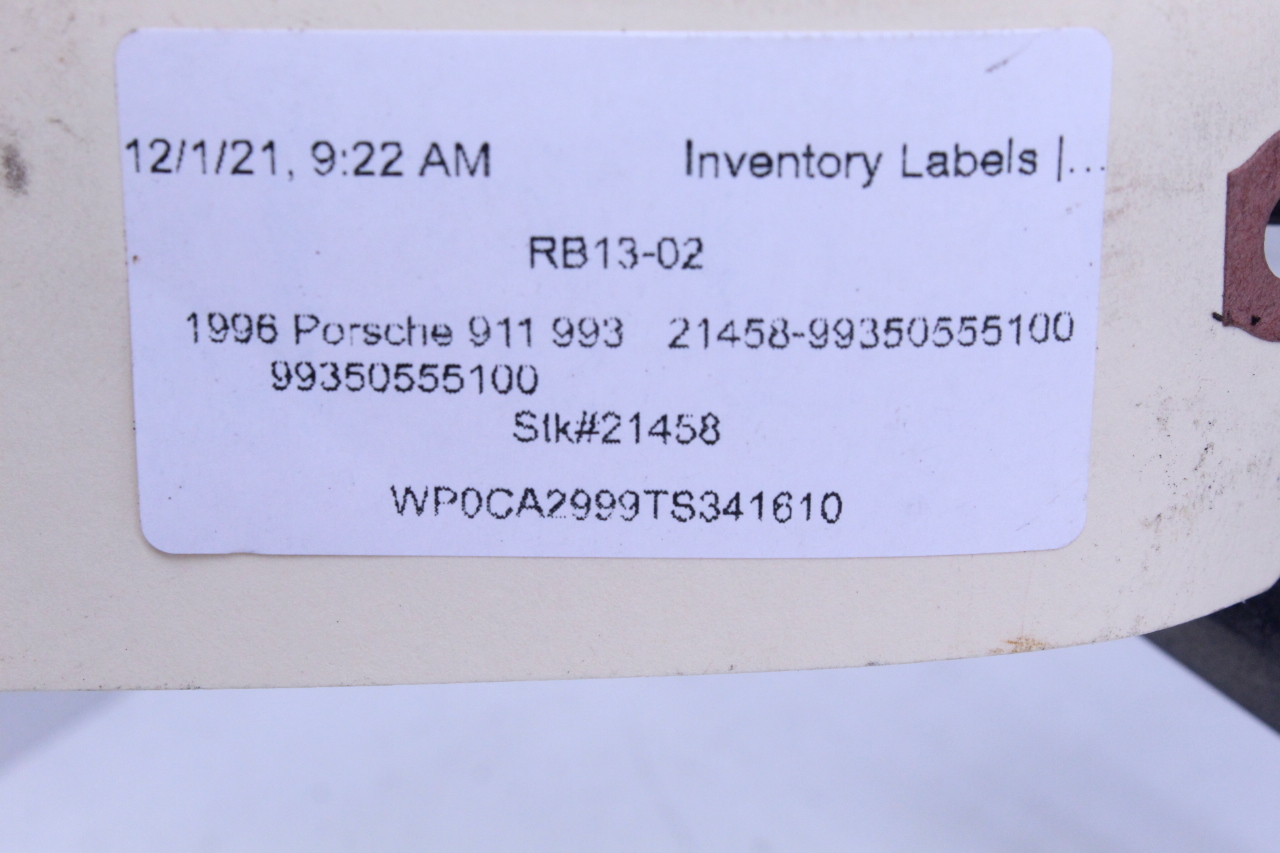 12/1/21, 9:22 AM Inventory Labels |...
RB13-02
1996 Porsche 911 993 21458-99350555100
99350555100
Stk#21458
WP0CA2999TS341610